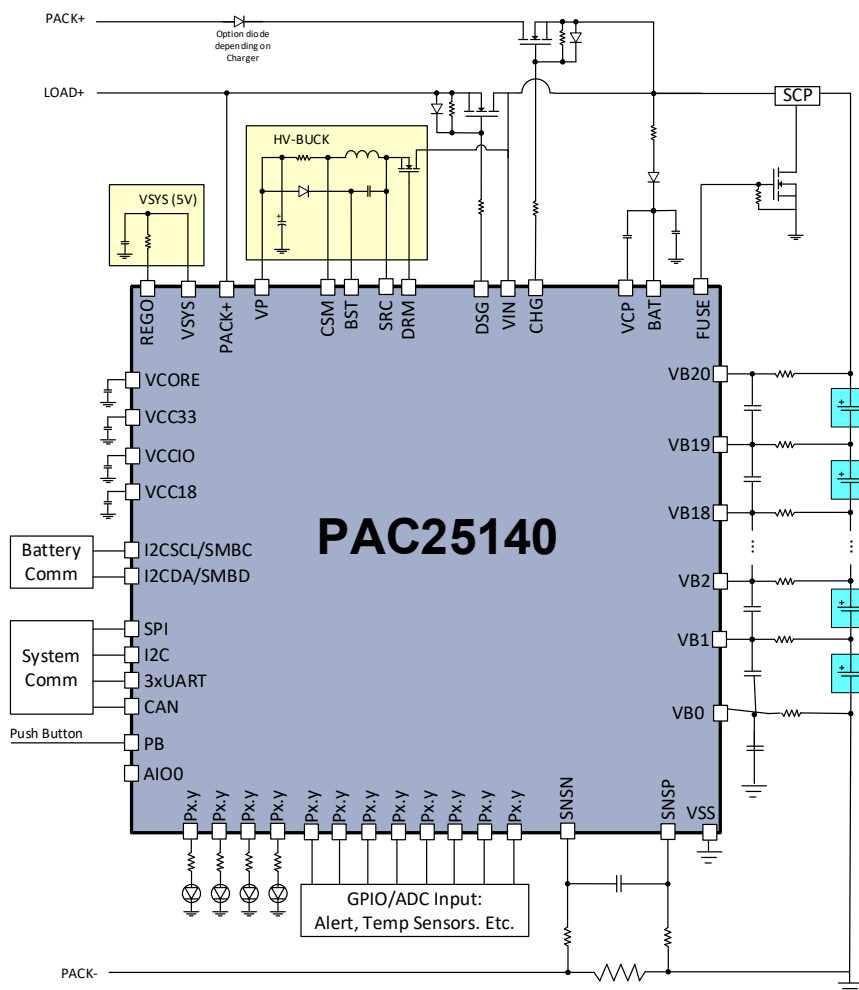 PACK+
Option diode
depending on
Charger
LOAD+
SCP
HV-BUCK
VSYS (5V)
REGO
VSYS
PACK+
VP
CSM
BST
SRC
DRM
DSG
VIN
CHG
VCP
BAT
FUSE
VCORE
VCC33
VCCIO
VCC18
VB20
VB19
VB18
VB2
VB1
VB0
PAC25140
Battery
Comm
I2CSCL/SMBC
I2CDA/SMBD
System
Comm
SPI
I2C
3xUART
CAN
Push Button
PB
AIO0
Px.y
Px.y
Px.y
Px.y
Px.y
Px.y
Px.y
Px.y
Px.y
Px.y
Px.y
Px.y
SNSN
SNSP
VSS
GPIO/ADC Input:
Alert, Temp Sensors. Etc.
PACK-